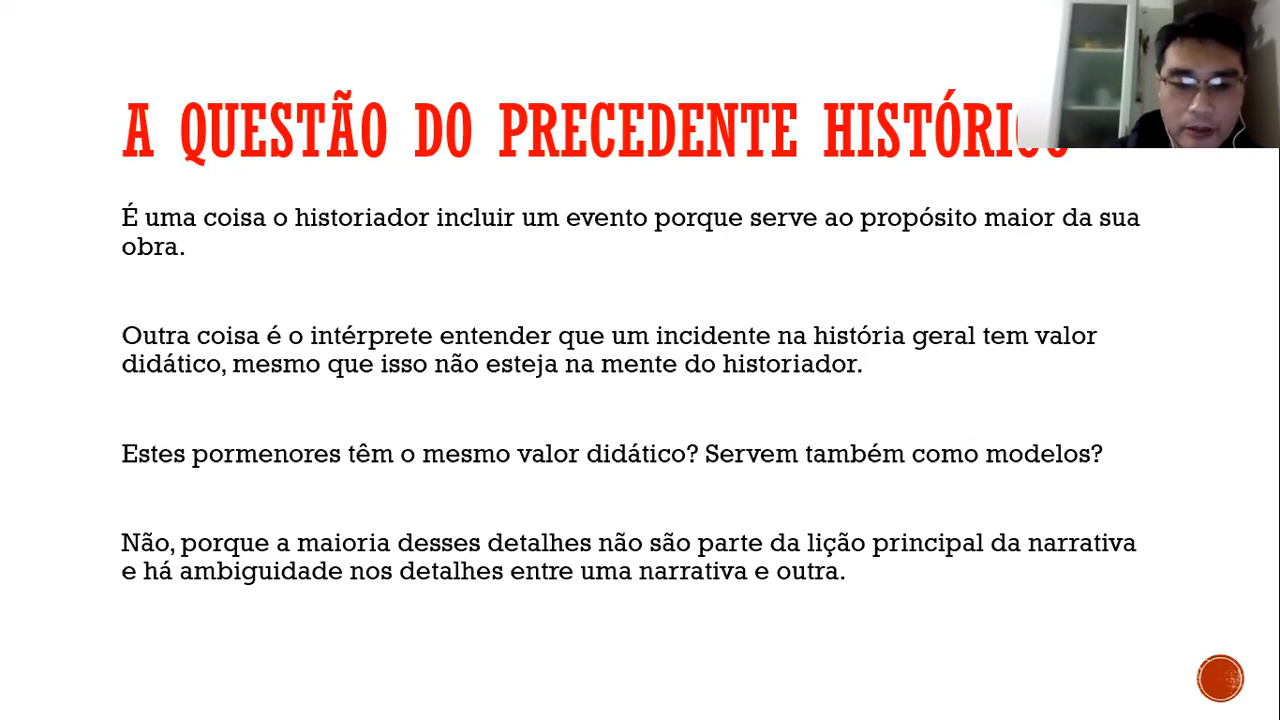 A QUESTÃO DO PRECEDENTE
É uma coisa o historiador incluir um evento porque serve ao propósito maior da sua
obra.
Outra coisa é o intérprete entender que um incidente na história geral tem valor
didático, mesmo que isso não esteja na mente do historiador.
Estes pormenores têm o mesmo valor didático? Servem também como modelos?
Não, porque a maioria desses detalhes não são parte da lição principal da narrativa
e há ambiguidade nos detalhes entre uma narrativa e outra.